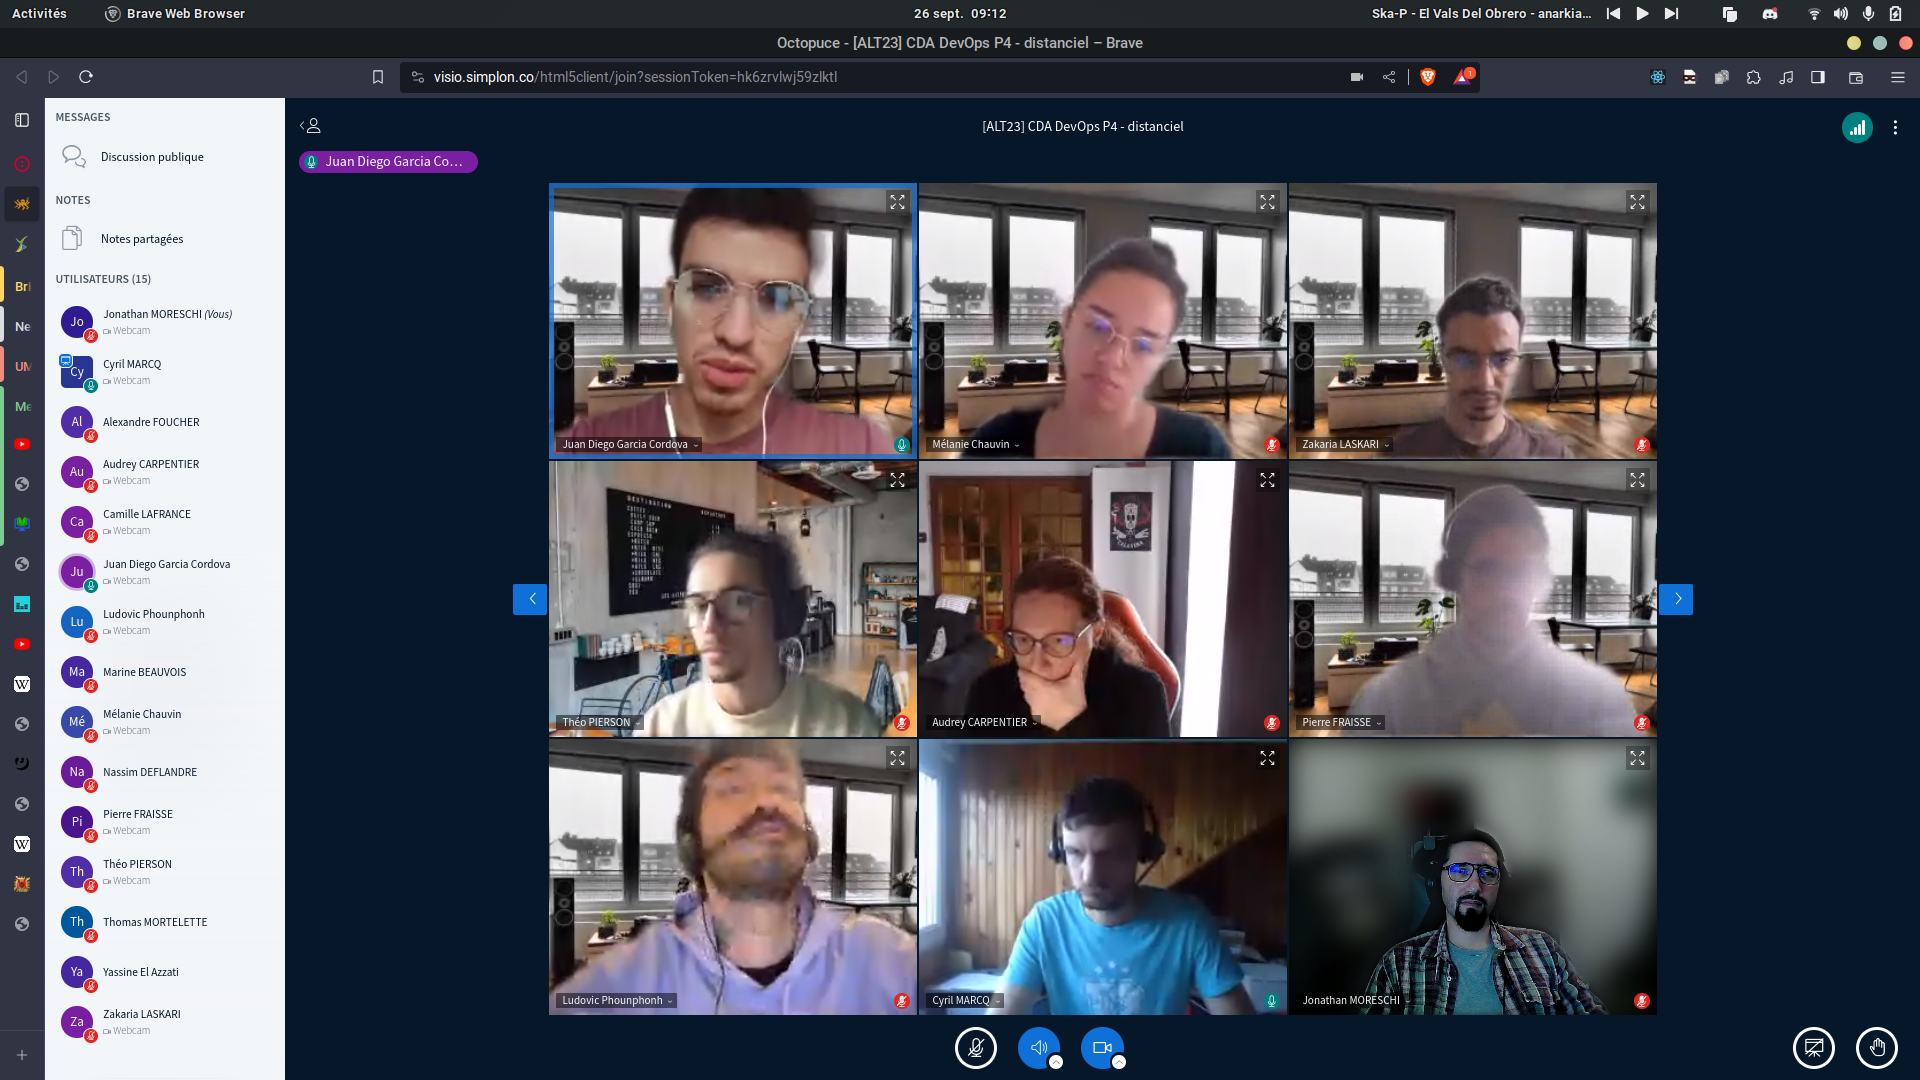 Activités
Brave Web Browser
26 sept. 09:12
Ska-P - El Vals Del Obrero - anarkia…
Octopuce - [ALT23] CDA DevOps P4 - distanciel – Brave
visio.simplon.co/html5client/join?sessionToken=hk6zrvlwj59zlktl
1
Bri
Ne
UM
Me
W
W
MESSAGES
Discussion publique
NOTES
Notes partagées
UTILISATEURS (15)
Jo
Jonathan MORESCHI (Vous)
Webcam
Cy
Cyril MARCQ
Webcam
Al
Alexandre FOUCHER
Au
Audrey CARPENTIER
Webcam
Ca
Camille LAFRANCE
Webcam
Ju
Juan Diego Garcia Cordova
Webcam
Lu
Ludovic Phounphonh
Webcam
Ma
Marine BEAUVOIS
Mé
Mélanie Chauvin
Webcam
Na
Nassim DEFLANDRE
Pi
Pierre FRAISSE
Webcam
Th
Théo PIERSON
Webcam
Th
Thomas MORTELETTE
Ya
Yassine El Azzati
Za
Zakaria LASKARI
Webcam
[ALT23] CDA DevOps P4 - distanciel
Juan Diego Garcia Co…
Juan Diego Garcia Cordova
Mélanie Chauvin
Zakaria LASKARI
DESTINATION
CALAVERA
Théo PIERSON
Audrey CARPENTIER
Pierre FRAISSE
Ludovic Phounphonh
Cyril MARCQ
Jonathan MORESCHI